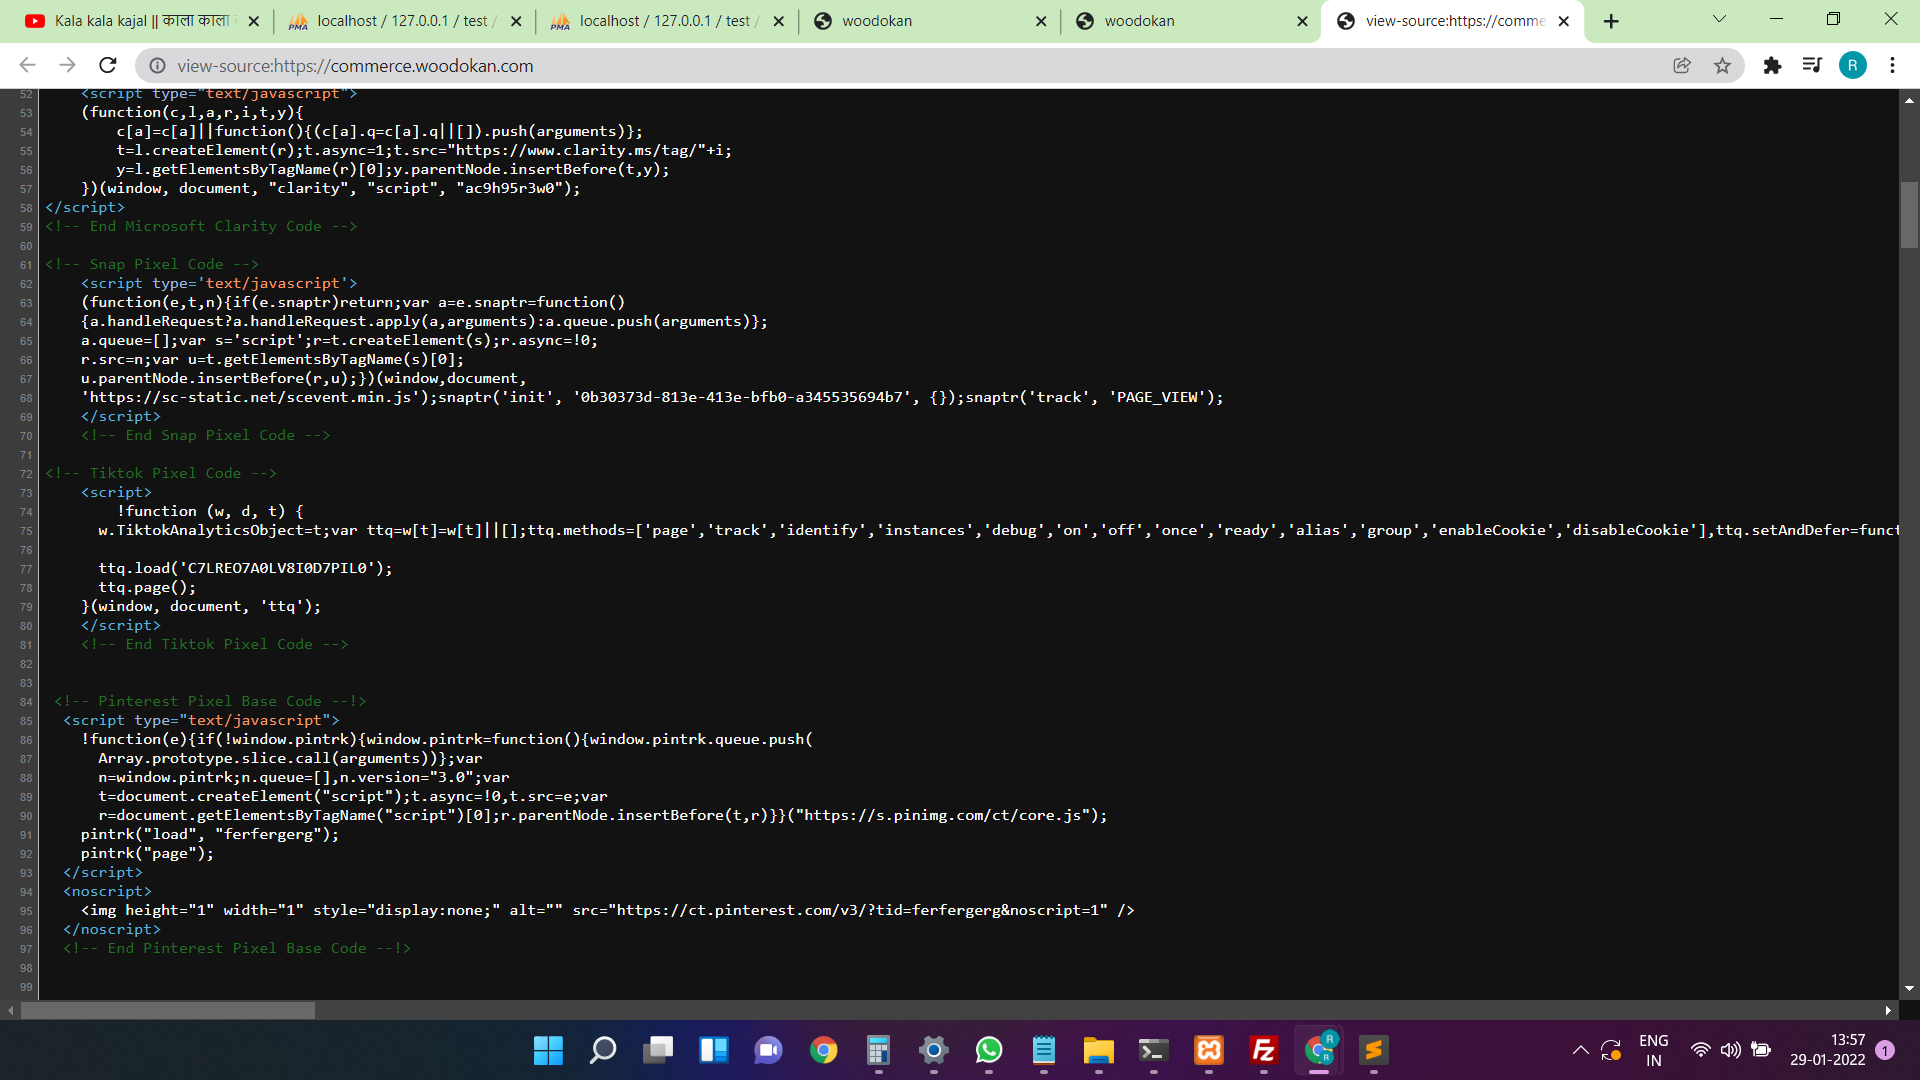 Kala kala kajal || काला काला
localhost / 127.0.0.1 / test /
localhost / 127.0.0.1 / test /
woodokan
woodokan
view-source:https://comme
view-source:https://commerce.woodokan.com
R
52 <script type="text/javascript">
53 (function(c,l,a,r,i,t,y){
54 c[a]=c[a]||function(){(c[a].q=c[a].q||[]).push(arguments)};
55 t=l.createElement(r);t.async=1;t.src="https://www.clarity.ms/tag/"+i;
56 y=l.getElementsByTagName(r)[0];y.parentNode.insertBefore(t,y);
57 })(window, document, "clarity", "script", "ac9h95r3w0");
58 </script>
59 <!-- End Microsoft Clarity Code -->
60
61 <!-- Snap Pixel Code -->
62 <script type='text/javascript'>
63 (function(e,t,n){if(e.snaptr)return;var a=e.snaptr=function()
64 {a.handleRequest?a.handleRequest.apply(a,arguments):a.queue.push(arguments)};
65 a.queue=[];var s='script';r=t.createElement(s);r.async=!0;
66 r.src=n;var u=t.getElementsByTagName(s)[0];
67 u.parentNode.insertBefore(r,u);})(window,document,
68 'https://sc-static.net/scevent.min.js');snaptr('init', '0b30373d-813e-413e-bfb0-a345535694b7', {});snaptr('track', 'PAGE_VIEW');
69 </script>
70 <!-- End Snap Pixel Code -->
71
72 <!-- Tiktok Pixel Code -->
73 <script>
74 !function (w, d, t) {
75 w.TiktokAnalyticsObject=t;var ttq=w[t]=w[t]||[];ttq.methods=['page','track','identify','instances','debug','on','off','once','ready','alias','group','enableCookie','disableCookie'],ttq.setAndDefer=funct
76
77 ttq.load('C7LREO7A0LV8I0D7PIL0');
78 ttq.page();
79 }(window, document, 'ttq');
80 </script>
81 <!-- End Tiktok Pixel Code -->
82
83
84 <!-- Pinterest Pixel Base Code --!>
85 <script type="text/javascript">
86 !function(e){if(!window.pintrk){window.pintrk=function(){window.pintrk.queue.push(
87 Array.prototype.slice.call(arguments))};var
88 n=window.pintrk;n.queue=[],n.version="3.0";var
89 t=document.createElement("script");t.async=!0,t.src=e;var
90 r=document.getElementsByTagName("script")[0];r.parentNode.insertBefore(t,r)}}("https://s.pinimg.com/ct/core.js");
91 pintrk("load", "ferfergerg");
92 pintrk("page");
93 </script>
94 <noscript>
95 <img height="1" width="1" style="display:none;" alt="" src="https://ct.pinterest.com/v3/?tid=ferfergerg&noscript=1" />
96 </noscript>
97 <!-- End Pinterest Pixel Base Code --!>
98
99
ENG
IN
13:57
29-01-2022
1